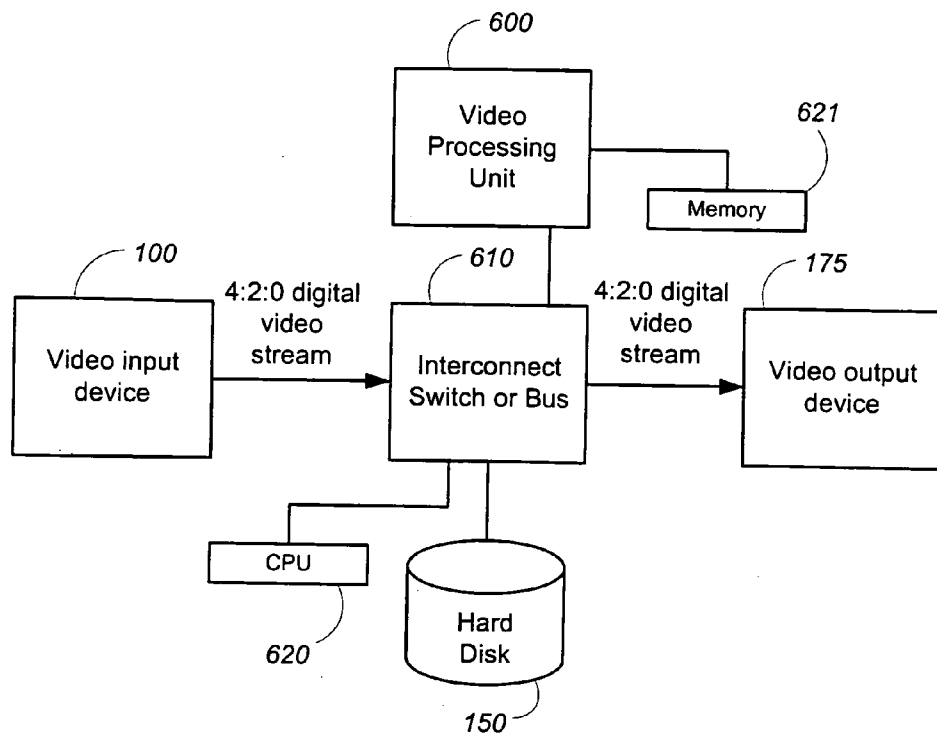 600
Video
Processing
Unit
621
Memory
100
4:2:0 digital
video
stream
610
4:2:0 digital
video
stream
175
Video input
device
Interconnect
Switch or Bus
Video output
device
CPU
620
Hard
Disk
150